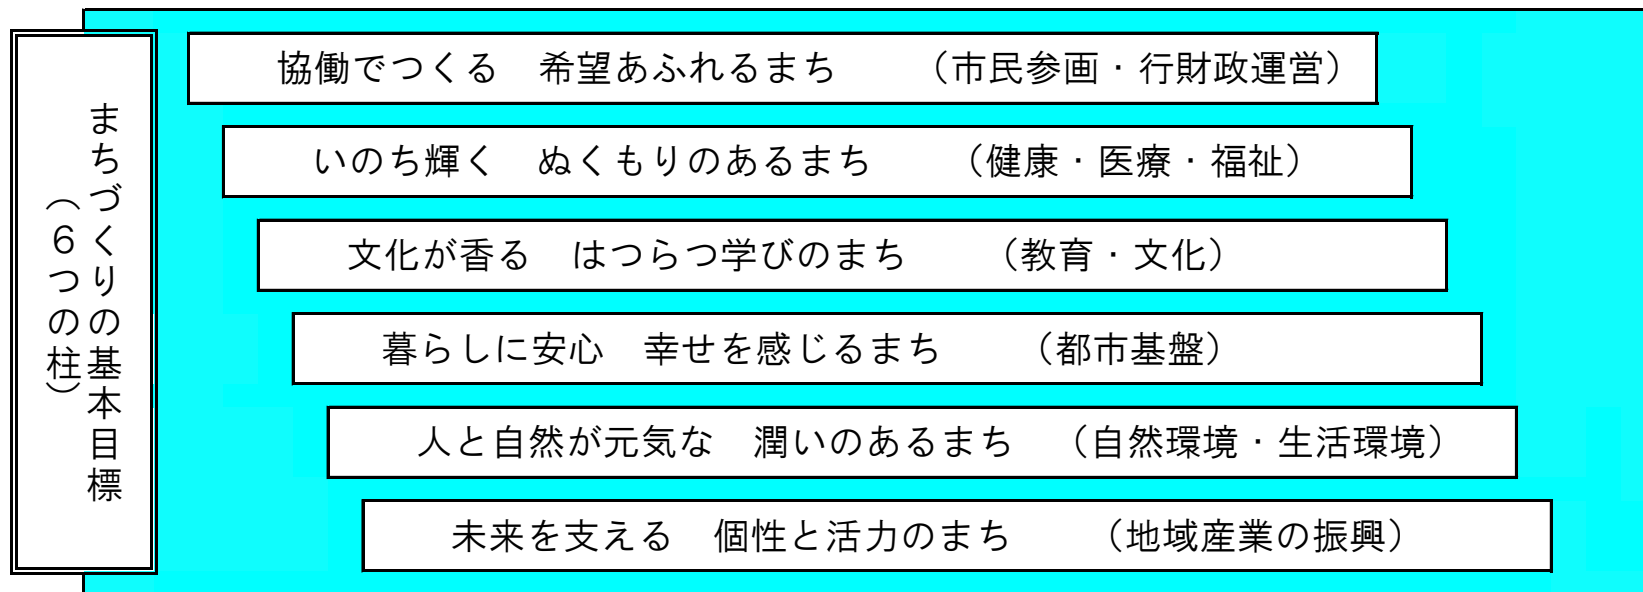 まちづくりの基本目標
（６つの柱）
協働でつくる　希望あふれるまち　　（市民参画・行財政運営）
いのち輝く　ぬくもりのあるまち　　（健康・医療・福祉）
文化が香る　はつらつ学びのまち　　（教育・文化）
暮らしに安心　幸せを感じるまち　　（都市基盤）
人と自然が元気な　潤いのあるまち　（自然環境・生活環境）
未来を支える　個性と活力のまち　　（地域産業の振興）